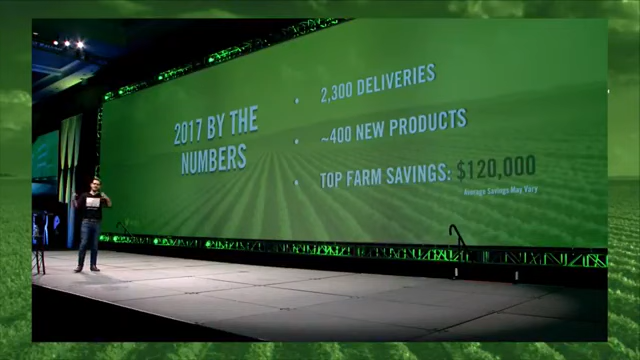 2017 BY THE
NUMBERS
• 2,300 DELIVERIES
• ~400 NEW PRODUCTS
• TOP FARM SAVINGS: $120,000
Average Savings May Vary